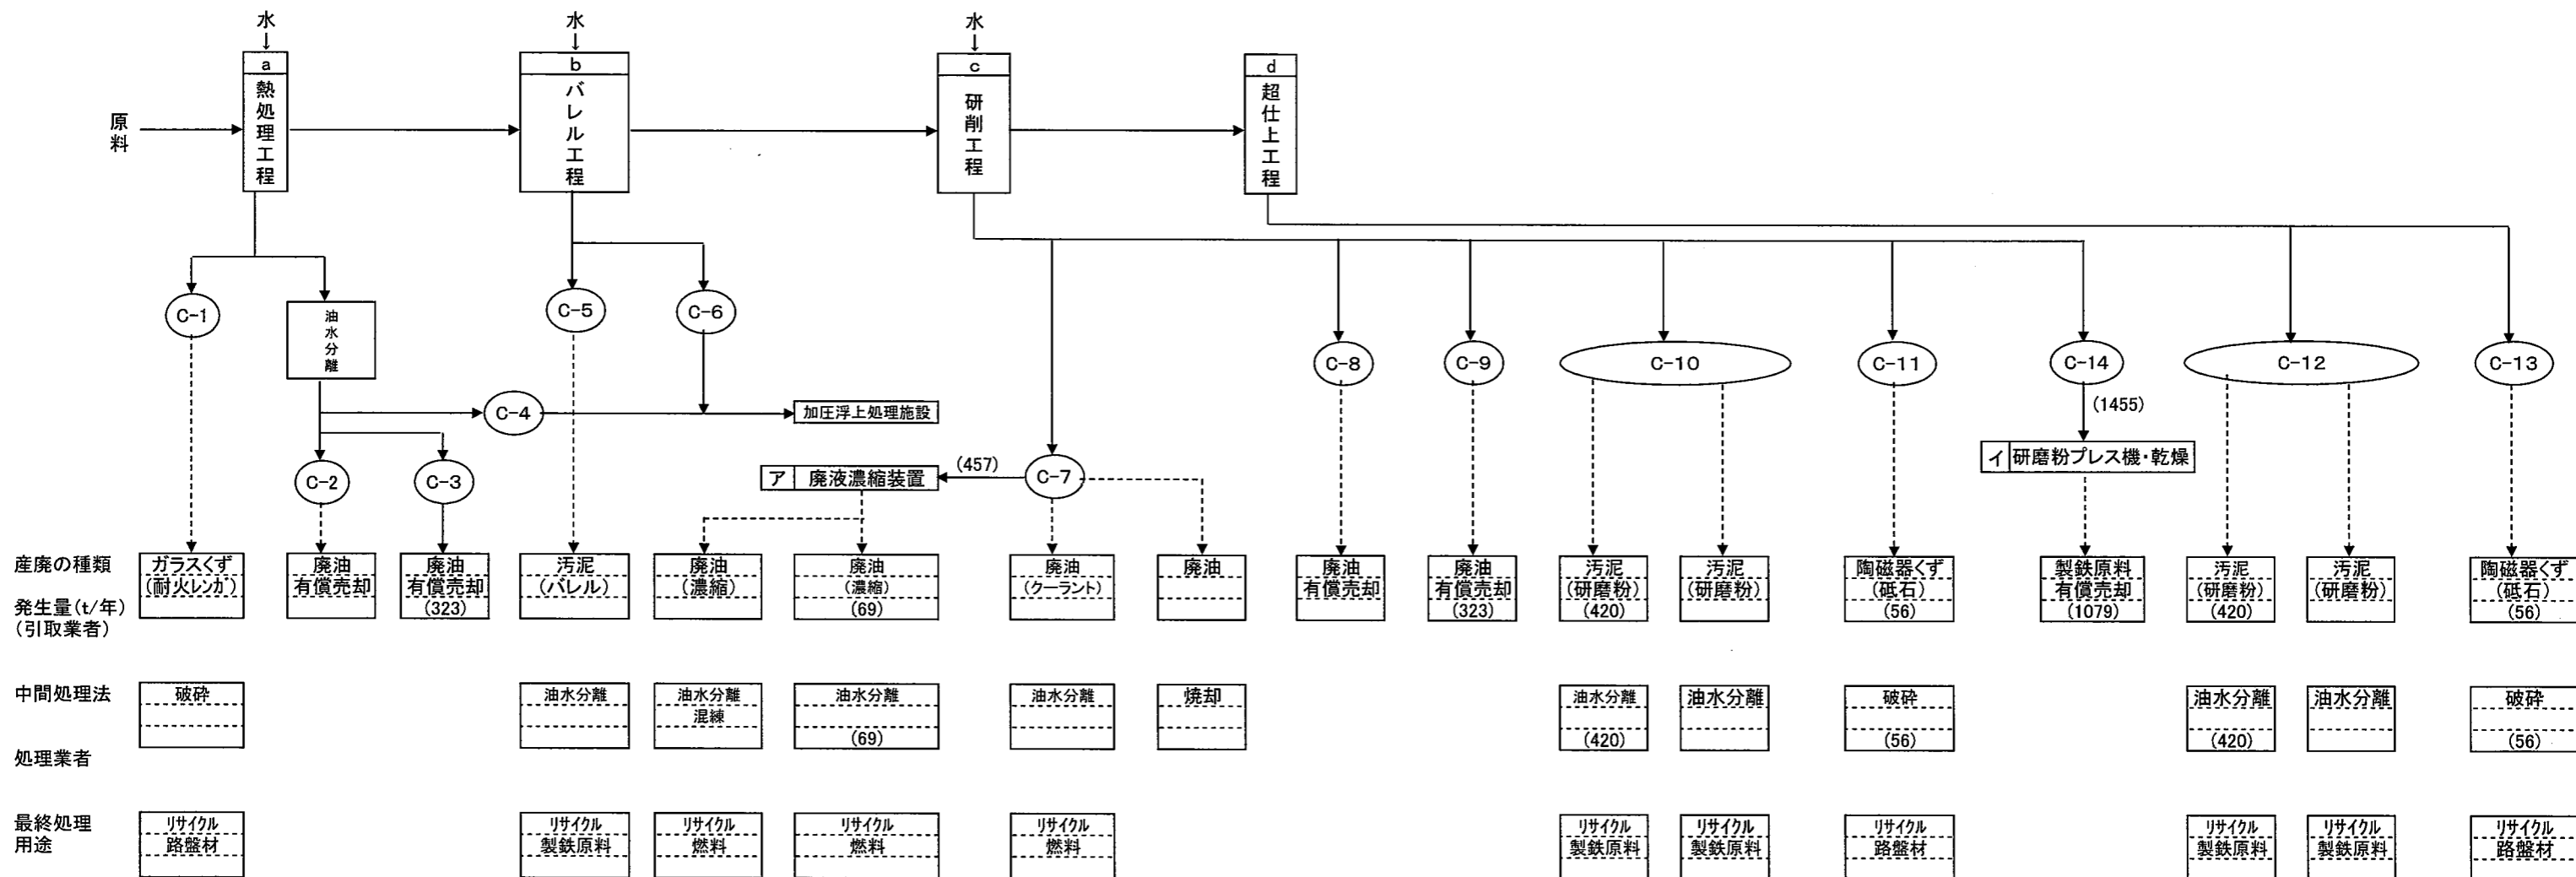 水
水
水
a
b
c
d
熱処理工程
バレル工程
研削工程
超仕上工程
原料
C-1
油水分離
C-5
C-6
C-8
C-9
C-10
C-11
C-14
C-12
C-13
C-4
加圧浮上処理施設
(1455)
イ 研磨粉プレス機・乾燥
C-2
C-3
ア 廃液濃縮装置
(457)
C-7
産廃の種類
発生量(t/年)
(引取業者)
ガラスくず
(耐火レンガ)
廃油
有償売却
廃油
有償売却
(323)
汚泥
(バレル)
廃油
(濃縮)
廃油
(濃縮)
(69)
廃油
(クーラント)
廃油
廃油
有償売却
廃油
有償売却
(323)
汚泥
(研磨粉)
(420)
汚泥
(研磨粉)
陶磁器くず
(砥石)
(56)
製鉄原料
有償売却
(1079)
汚泥
(研磨粉)
(420)
汚泥
(研磨粉)
陶磁器くず
(砥石)
(56)
中間処理法
処理業者
破砕
油水分離
油水分離
混練
油水分離
(69)
油水分離
焼却
油水分離
(420)
油水分離
破砕
(56)
油水分離
(420)
油水分離
破砕
(56)
最終処理
用途
リサイクル
路盤材
リサイクル
製鉄原料
リサイクル
燃料
リサイクル
燃料
リサイクル
燃料
リサイクル
製鉄原料
リサイクル
製鉄原料
リサイクル
路盤材
リサイクル
製鉄原料
リサイクル
製鉄原料
リサイクル
路盤材